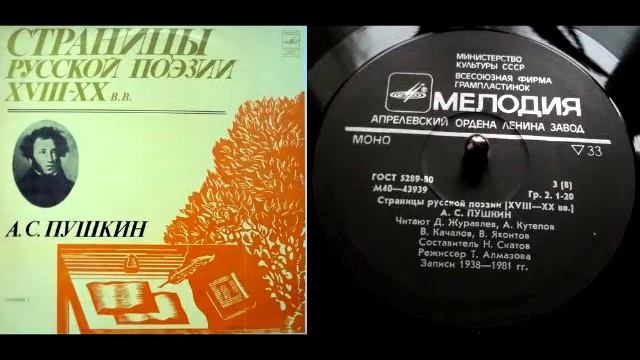 СТРАНИЦЫ
РУССКОЙ ПОЭЗИИ
XVIII-XX В.В.
А. С. ПУШКИН
МИНИСТЕРСТВО
КУЛЬТУРЫ СССР
ВСЕСОЮЗНАЯ ФИРМА
ГРАМПЛАСТИНОК
МЕЛОДИЯ
АПРЕЛЕВСКИЙ ОРДЕНА ЛЕНИНА ЗАВОД
МОНО
▽33
ГОСТ 5289-80
3 (8)
М40—43939
Гр. 2. 1-20
Страницы русской поэзии (XVIII—XX вв.)
А. С. ПУШКИН
Читают Д. Журавлев, А. Кутепов
В. Качалов, В. Яхонтов
Составитель Н. Скатов
Режиссер Т. Алмазова
Записи 1938—1981 гг.